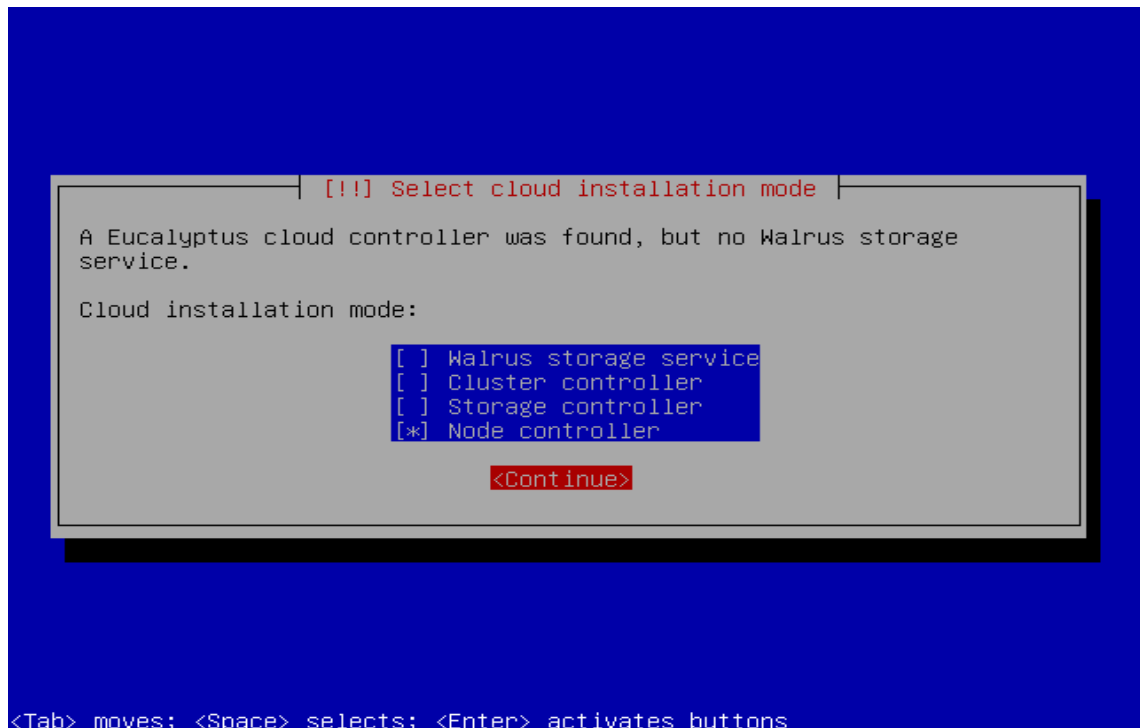 [!!] Select cloud installation mode
A Eucalyptus cloud controller was found, but no Walrus storage
service.
Cloud installation mode:
[ ] Walrus storage service
[ ] Cluster controller
[ ] Storage controller
[*] Node controller
<Continue>
<Tab> moves; <Space> selects; <Enter> activates buttons